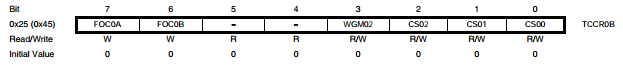 Bit 7 6 5 4 3 2 1 0
0x25 (0x45) FOC0A FOC0B – – WGM02 CS02 CS01 CS00 TCCR0B
Read/Write W W R R R/W R/W R/W R/W
Initial Value 0 0 0 0 0 0 0 0